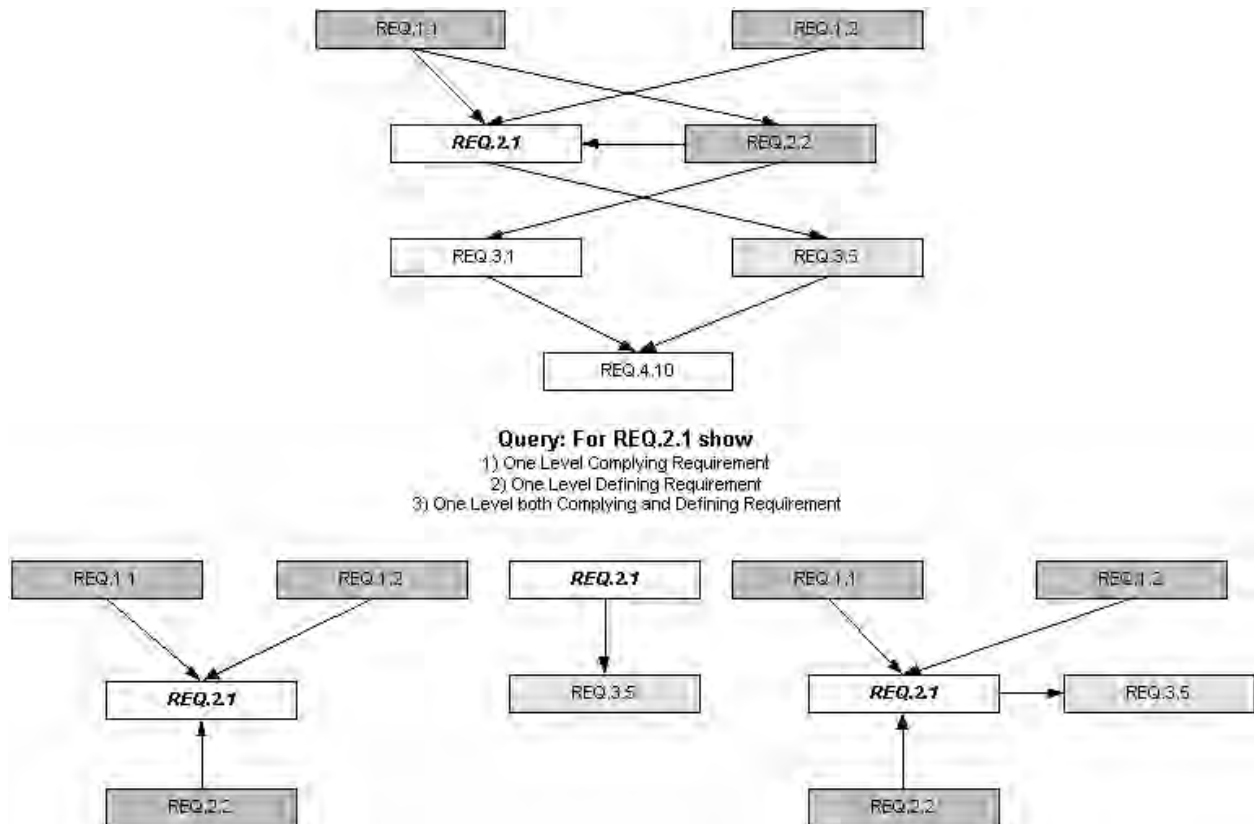 REQ.1.1
REQ.1.2
REQ.2.1
REQ.2.2
REQ.3.1
REQ.3.5
REQ.4.10
Query: For REQ.2.1 show
1) One Level Complying Requirement
2) One Level Defining Requirement
3) One Level both Complying and Defining Requirement
REQ.1.1
REQ.1.2
REQ.2.1
REQ.1.1
REQ.1.2
REQ.2.1
REQ.3.5
REQ.2.1
REQ.3.5
REQ.2.2
REQ.2.2